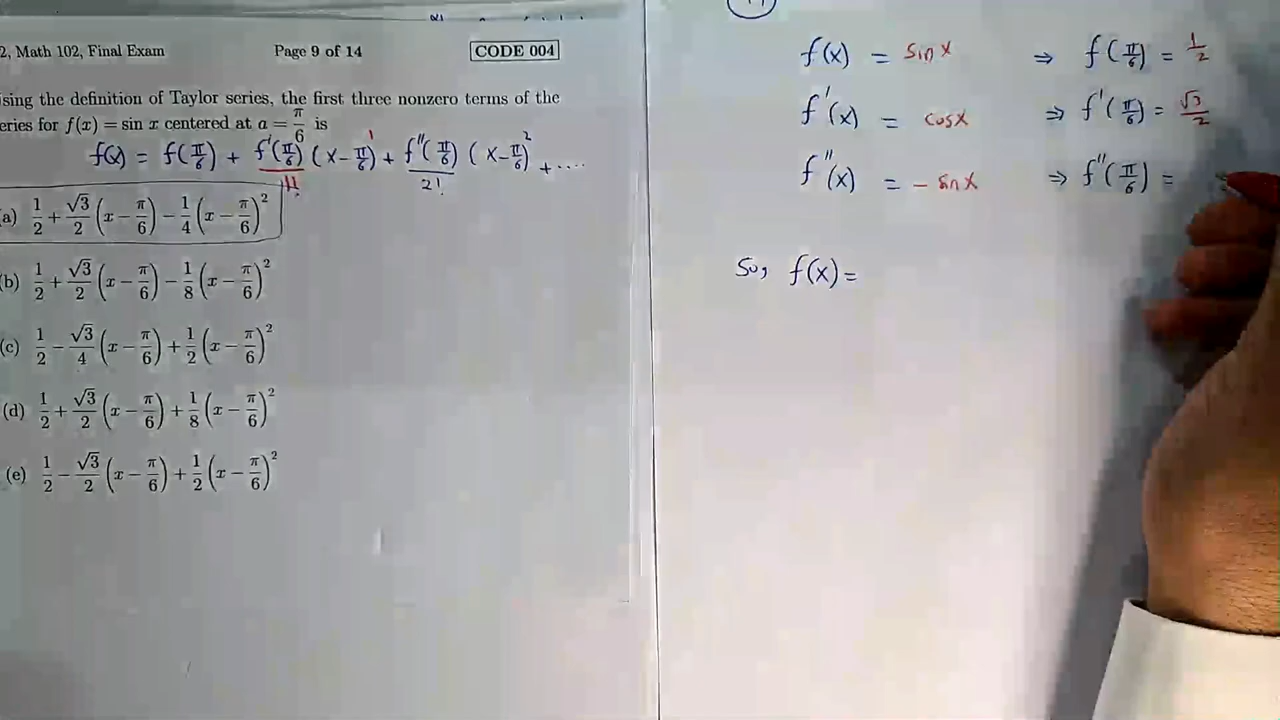 2, Math 102, Final Exam Page 9 of 14 CODE 004
sing the definition of Taylor series, the first three nonzero terms of the
eries for f(x) = sin x centered at a = π/6 is
f(x) = f(π/6) + f'(π/6)/1! (x-π/6)^1 + f''(π/6)/2! (x-π/6)^2 + ....
a) 1/2 + √3/2 (x − π/6) − 1/4 (x − π/6)^2
(b) 1/2 + √3/2 (x − π/6) − 1/8 (x − π/6)^2
(c) 1/2 − √3/4 (x − π/6) + 1/2 (x − π/6)^2
(d) 1/2 + √3/2 (x − π/6) + 1/8 (x − π/6)^2
(e) 1/2 − √3/2 (x − π/6) + 1/2 (x − π/6)^2
f(x) = sin x ⇒ f(π/6) = 1/2
f'(x) = cos x ⇒ f'(π/6) = √3/2
f''(x) = - sin x ⇒ f''(π/6) =
So, f(x) =